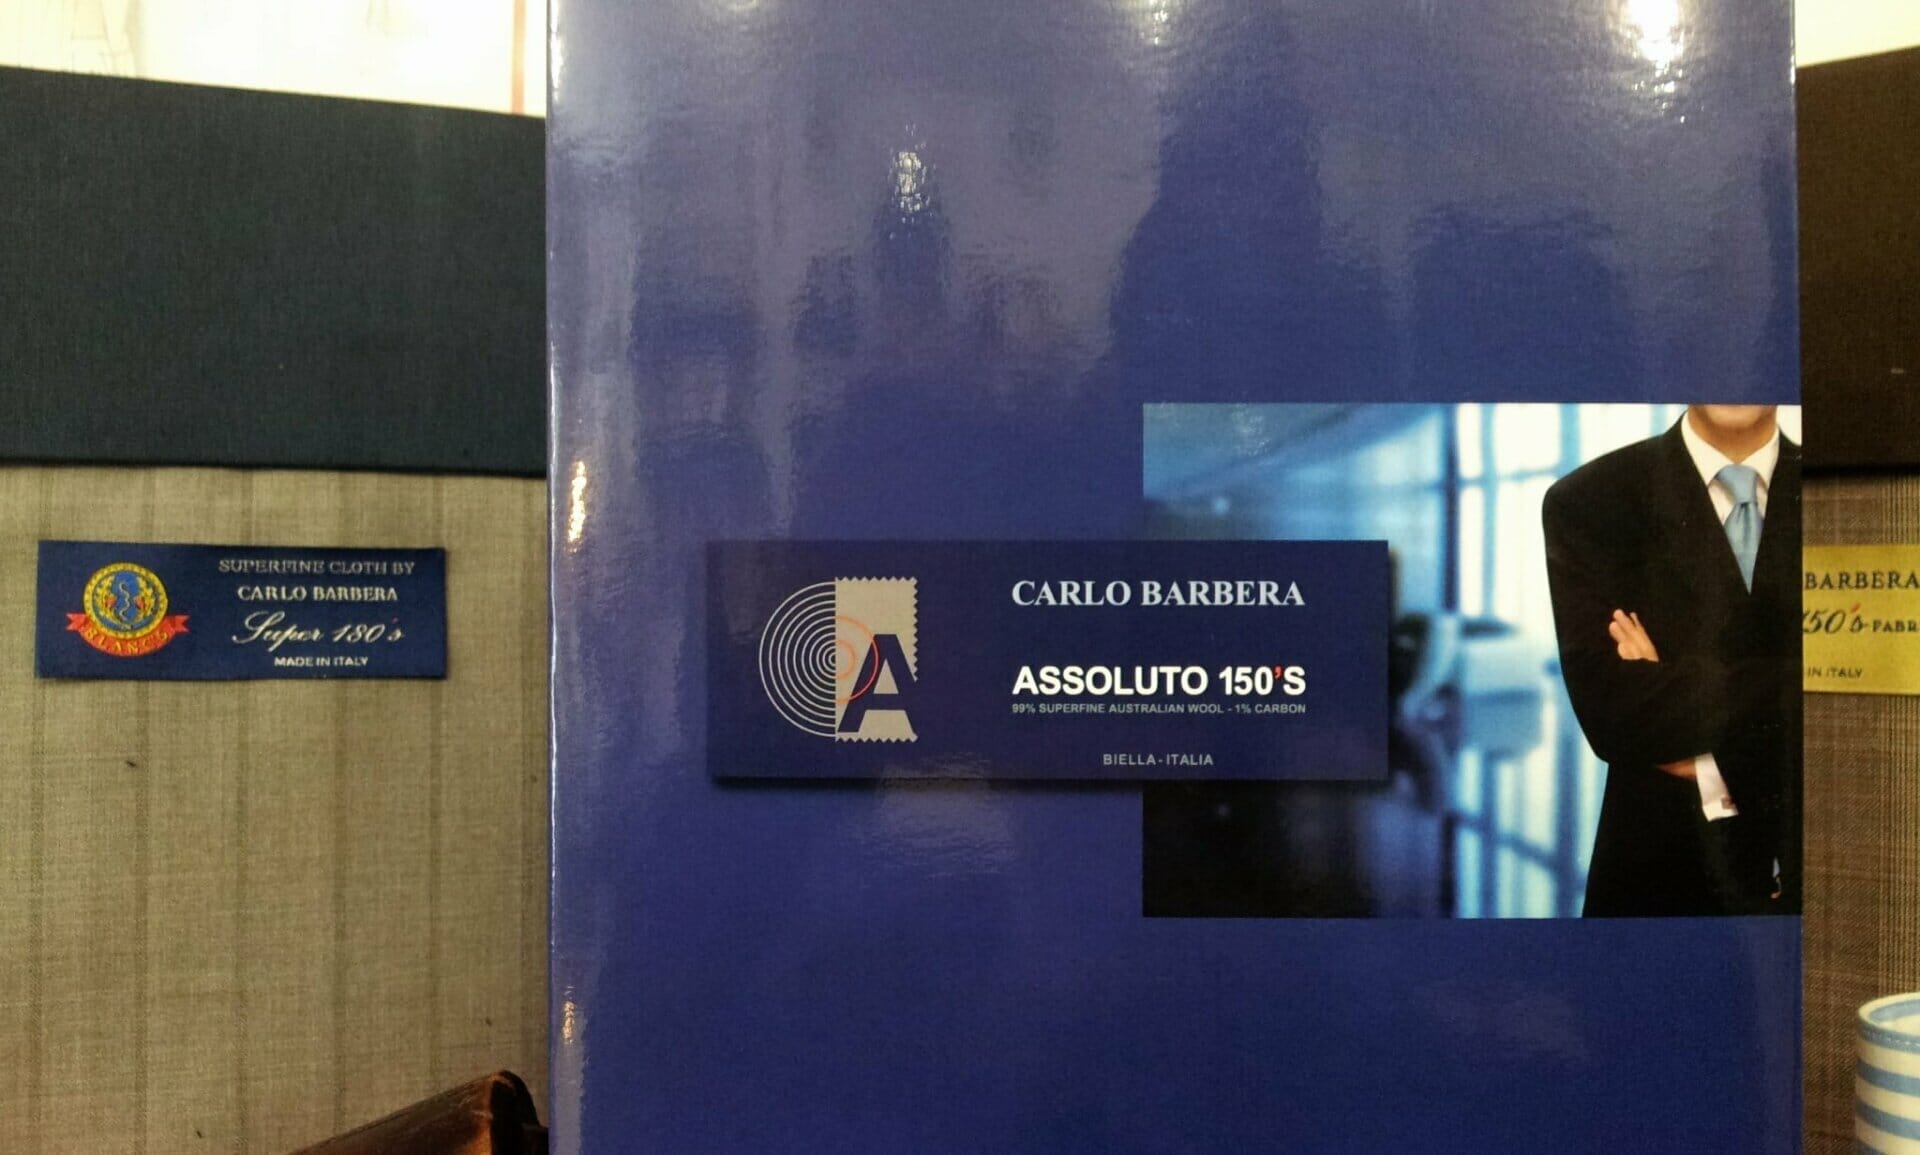 SUPERFINE CLOTH BY
CARLO BARBERA
Super 180's
MADE IN ITALY
CARLO BARBERA
ASSOLUTO 150'S
99% SUPERFINE AUSTRALIAN WOOL - 1% CARBON
BIELLA - ITALIA
A
BARBERA
150's FABR
IN ITALY